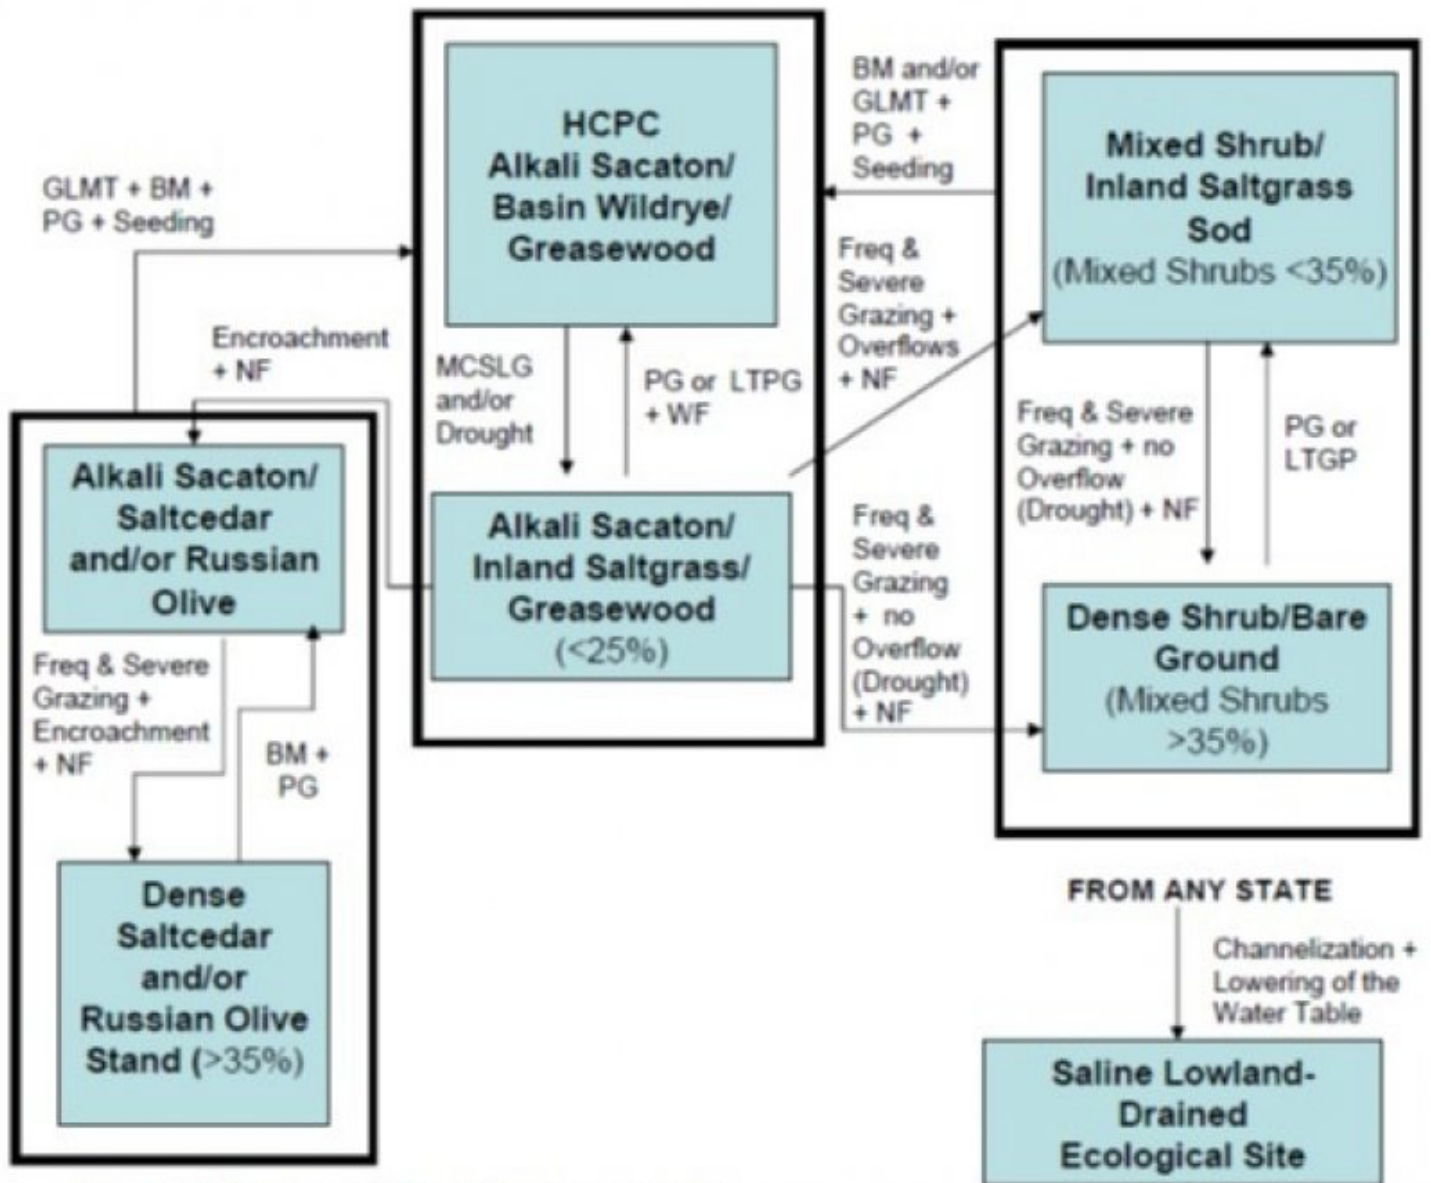 HCPC
Alkali Sacaton/
Basin Wildrye/
Greasewood
BM and/or
GLMT +
PG +
Seeding
Mixed Shrub/
Inland Saltgrass
Sod
(Mixed Shrubs <35%)
GLMT + BM +
PG + Seeding
Encroachment
+ NF
MCSLG
and/or
Drought
PG or LTPG
+ WF
Freq &
Severe
Grazing +
Overflows
+ NF
Freq & Severe
Grazing + no
Overflow
(Drought) + NF
PG or
LTGP
Alkali Sacaton/
Saltcedar
and/or Russian
Olive
Alkali Sacaton/
Inland Saltgrass/
Greasewood
(<25%)
Freq &
Severe
Grazing
+ no
Overflow
(Drought)
+ NF
Dense Shrub/Bare
Ground
(Mixed Shrubs
>35%)
Freq & Severe
Grazing +
Encroachment
+ NF
BM +
PG
Dense
Saltcedar
and/or
Russian Olive
Stand (>35%)
FROM ANY STATE
Channelization +
Lowering of the
Water Table
Saline Lowland-
Drained
Ecological Site